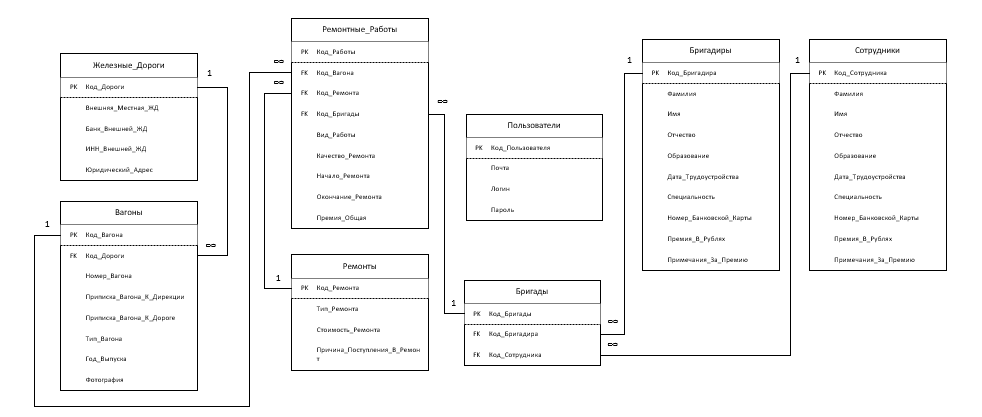 Железные_Дороги
1
PK Код_Дороги
Внешняя_Местная_ЖД
Банк_Внешней_ЖД
ИНН_Внешней_ЖД
Юридический_Адрес
Вагоны
1
PK Код_Вагона
∞
FK Код_Дороги
Номер_Вагона
Приписка_Вагона_К_Дирекции
Приписка_Вагона_К_Дороге
Тип_Вагона
Год_Выпуска
Фотография
Ремонтные_Работы
PK Код_Работы
∞
FK Код_Вагона
∞
FK Код_Ремонта
∞
FK Код_Бригады
Вид_Работы
Качество_Ремонта
Начало_Ремонта
Окончание_Ремонта
Премия_Общая
Ремонты
1
PK Код_Ремонта
Тип_Ремонта
Стоимость_Ремонта
Причина_Поступления_В_Ремон
т
Пользователи
PK Код_Пользователя
Почта
Логин
Пароль
Бригады
1
PK Код_Бригады
∞
FK Код_Бригадира
∞
FK Код_Сотрудника
Бригадиры
1
PK Код_Бригадира
Фамилия
Имя
Отчество
Образование
Дата_Трудоустройства
Специальность
Номер_Банковской_Карты
Премия_В_Рублях
Примечания_За_Премию
Сотрудники
1
PK Код_Сотрудника
Фамилия
Имя
Отчество
Образование
Дата_Трудоустройства
Специальность
Номер_Банковской_Карты
Премия_В_Рублях
Примечания_За_Премию